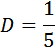 D = 1/5